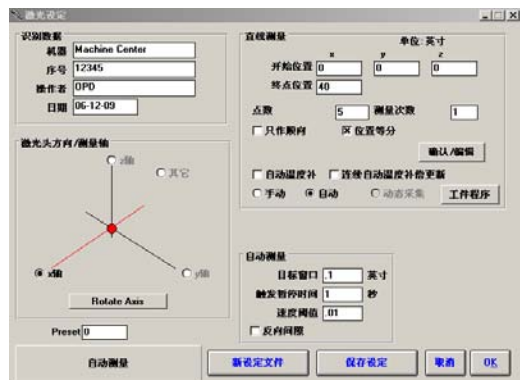 激光设定
识别数据
机器 Machine Center
序号 12345
操作者 OPD
日期 06-12-09
激光头方向/测量轴
z轴
其它
x轴
y轴
Rotate Axis
Preset 0
自动测量
直线测量
单位:英寸
x y z
开始位置 0 0 0
终点位置 40
点数 5 测量次数 1
只作顺向 位置等分
确认/编辑
自动温度补 连续自动温度补偿更新
手动 自动 动态采集 工件程序
自动测量
目标窗口 .1 英寸
触发暂停时间 1 秒
速度阈值 .01
反向间隙
新设定文件 保存设定 取消 OK